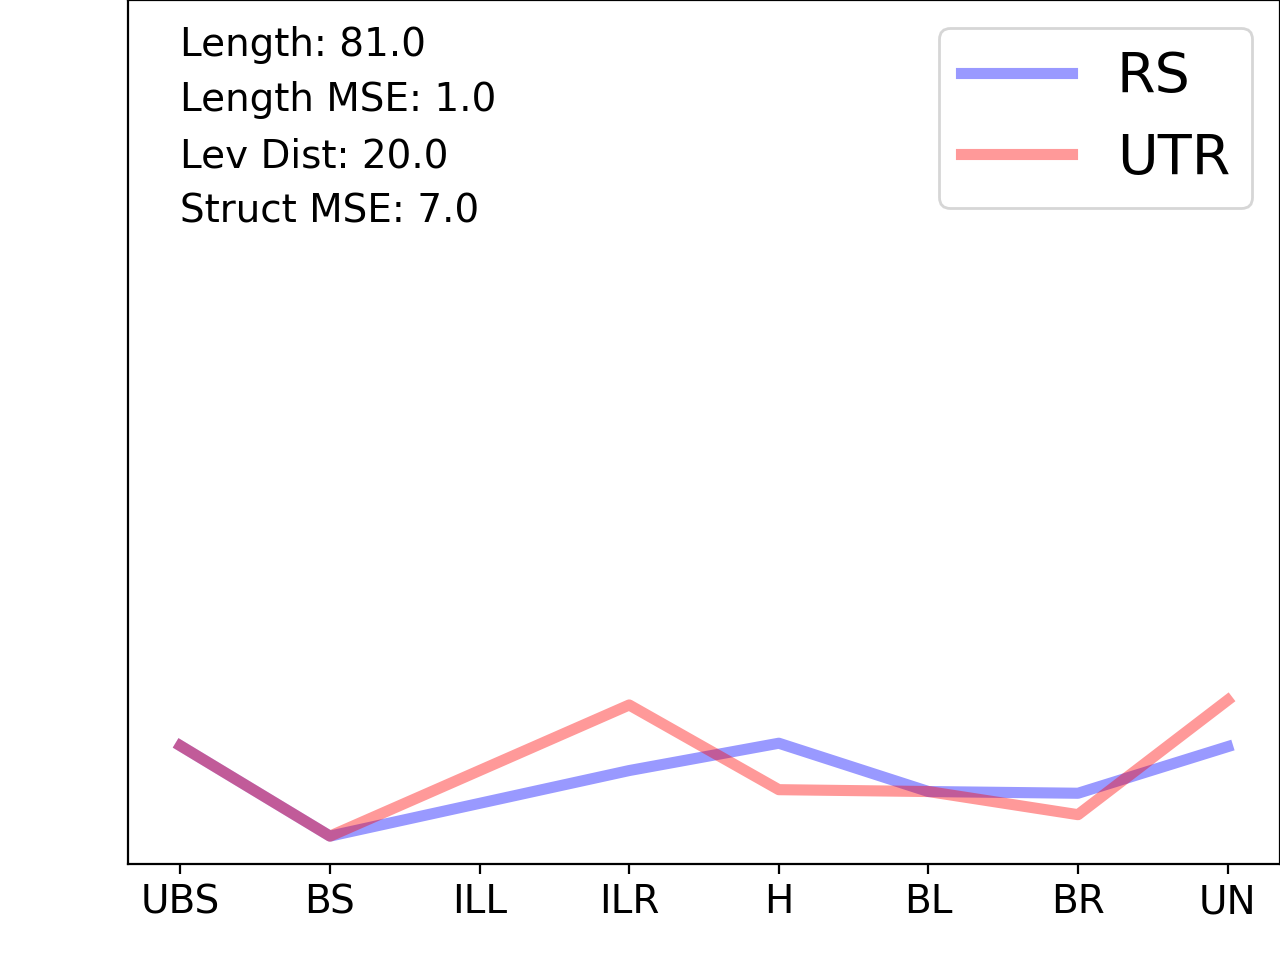 Length: 81.0
Length MSE: 1.0
Lev Dist: 20.0
Struct MSE: 7.0
RS
UTR
UBS BS ILL ILR H BL BR UN